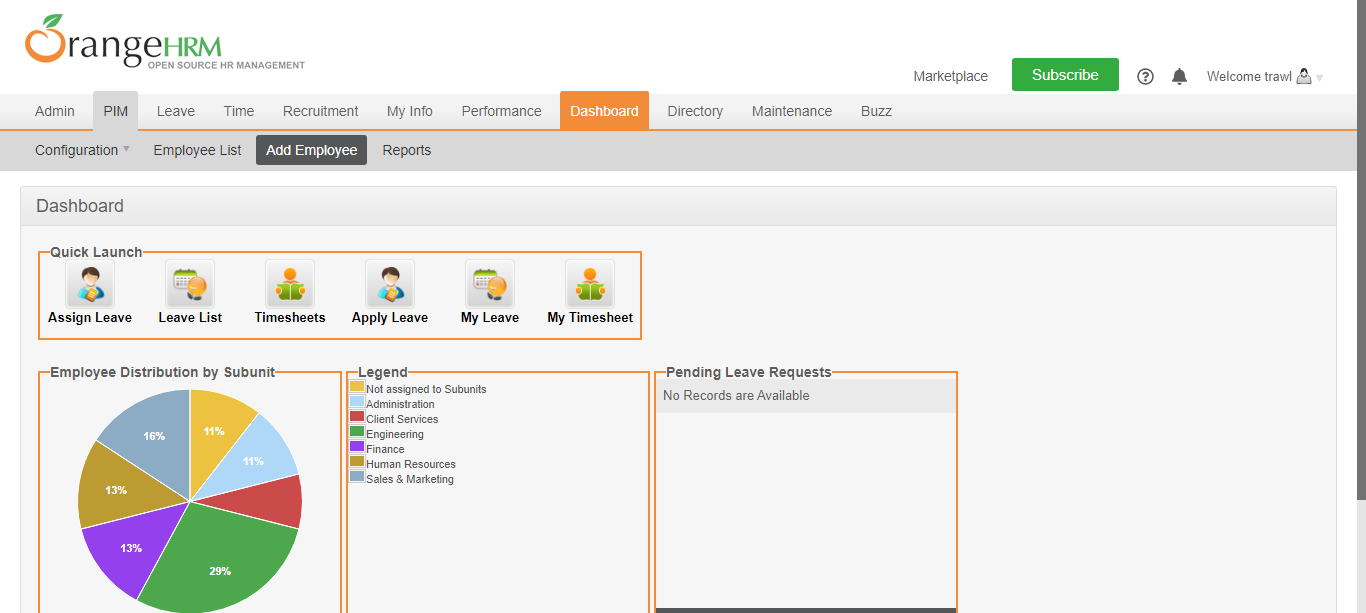 OrangeHRM
OPEN SOURCE HR MANAGEMENT
Marketplace Subscribe ? Welcome trawl
Admin PIM Leave Time Recruitment My Info Performance Dashboard Directory Maintenance Buzz
Configuration Employee List Add Employee Reports
Dashboard
Quick Launch
Assign Leave Leave List Timesheets Apply Leave My Leave My Timesheet
Employee Distribution by Subunit
11%
11%
29%
13%
13%
16%
Legend
Not assigned to Subunits
Administration
Client Services
Engineering
Finance
Human Resources
Sales & Marketing
Pending Leave Requests
No Records are Available